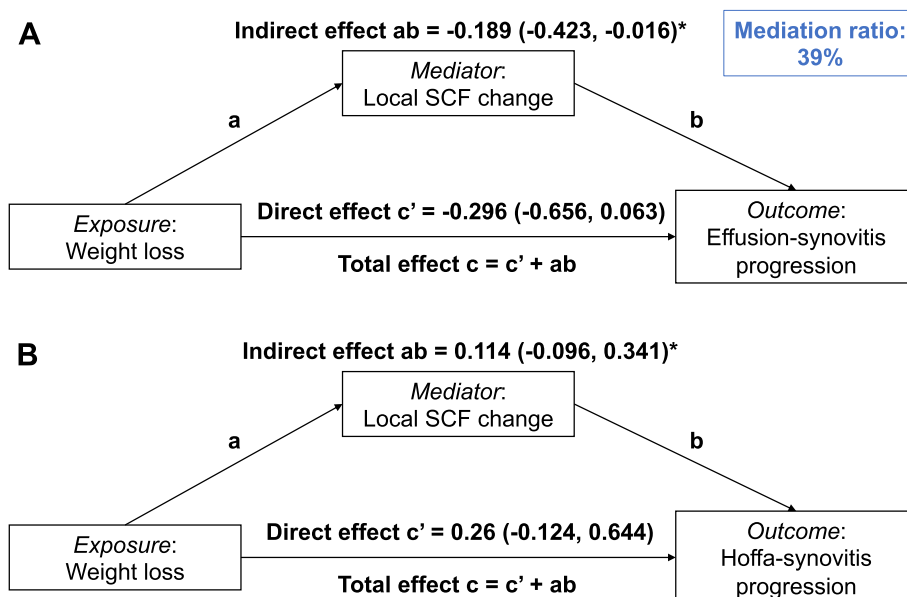 A
Indirect effect ab = -0.189 (-0.423, -0.016)*
Mediation ratio:
39%
Mediator:
Local SCF change
a
b
Exposure:
Weight loss
Direct effect c’ = -0.296 (-0.656, 0.063)
Total effect c = c’ + ab
Outcome:
Effusion-synovitis
progression
B
Indirect effect ab = 0.114 (-0.096, 0.341)*
Mediator:
Local SCF change
a
b
Exposure:
Weight loss
Direct effect c’ = 0.26 (-0.124, 0.644)
Total effect c = c’ + ab
Outcome:
Hoffa-synovitis
progression